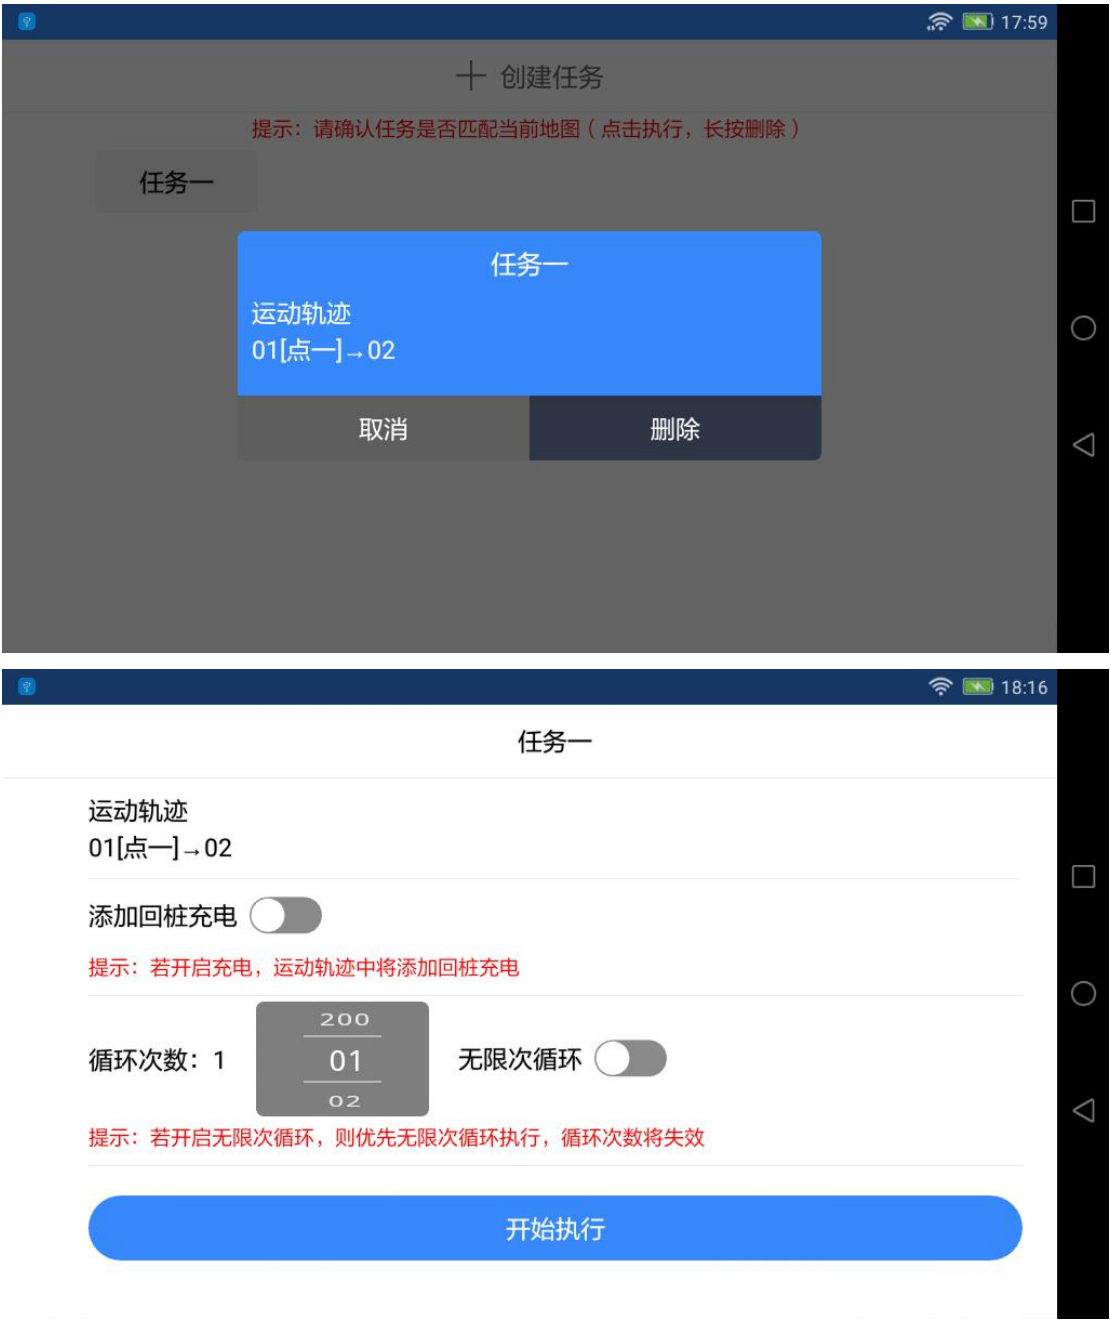 17:59
创建任务
提示：请确认任务是否匹配当前地图（点击执行，长按删除）
任务一
任务一
运动轨迹
01[点一]→02
取消 删除
18:16
任务一
运动轨迹
01[点一]→02
添加回桩充电
提示：若开启充电，运动轨迹中将添加回桩充电
200
循环次数：1 01 无限次循环
02
提示：若开启无限次循环，则优先无限次循环执行，循环次数将失效
开始执行